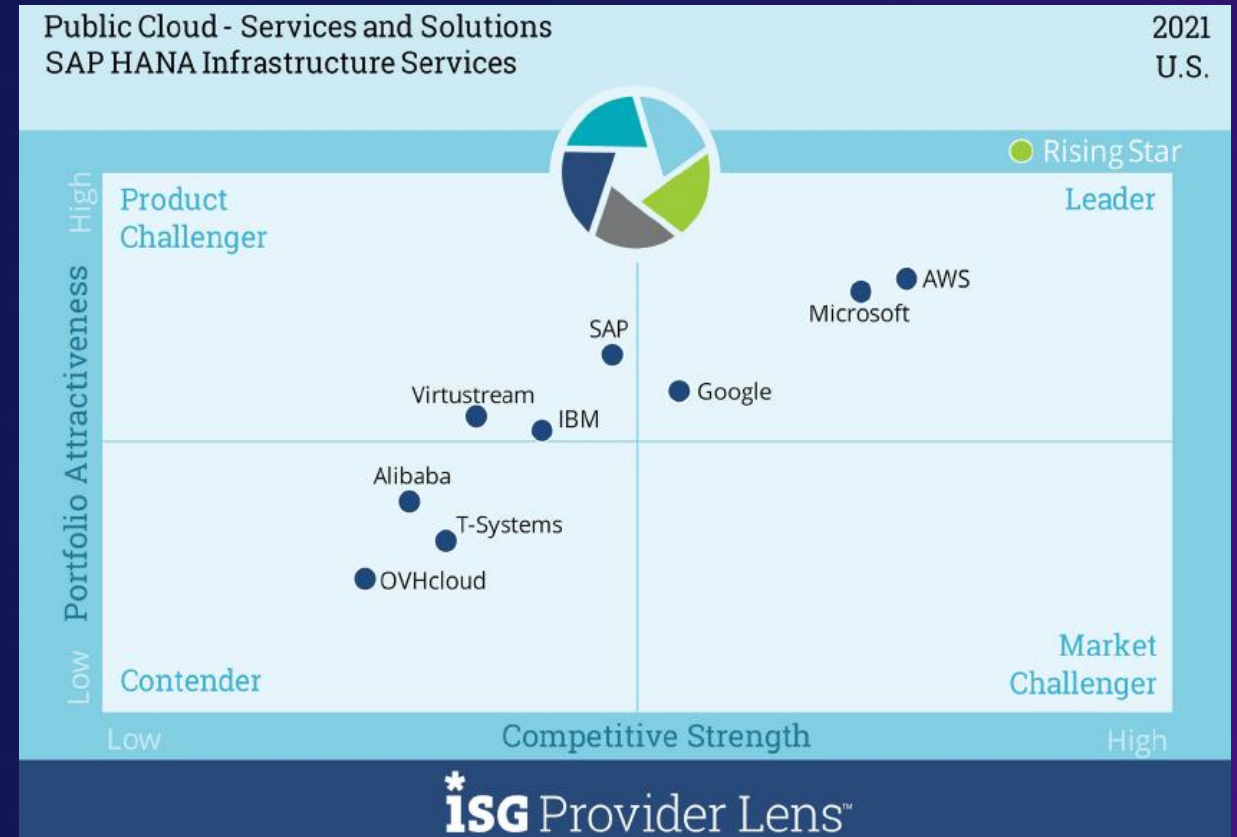 Public Cloud - Services and Solutions
SAP HANA Infrastructure Services
2021
U.S.
Rising Star
High
Product
Challenger
Leader
AWS
Microsoft
SAP
Google
Virtustream
IBM
Portfolio Attractiveness
Alibaba
T-Systems
OVHcloud
Low
Contender
Market
Challenger
Low
Competitive Strength
High
iSG Provider Lens™